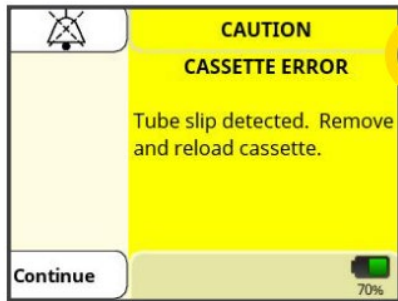 CAUTION
CASSETTE ERROR
Tube slip detected. Remove
and reload cassette.
Continue
70%